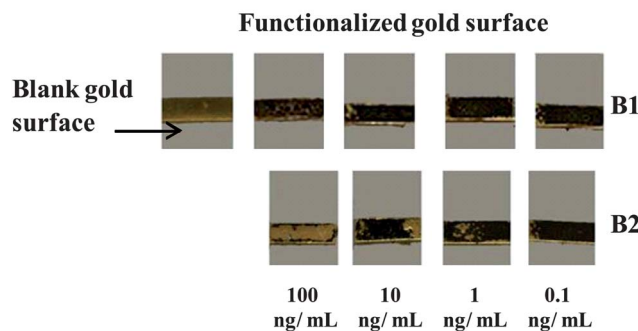 Functionalized gold surface
Blank gold
surface
B1
B2
100
ng/ mL
10
ng/ mL
1
ng/ mL
0.1
ng/ mL